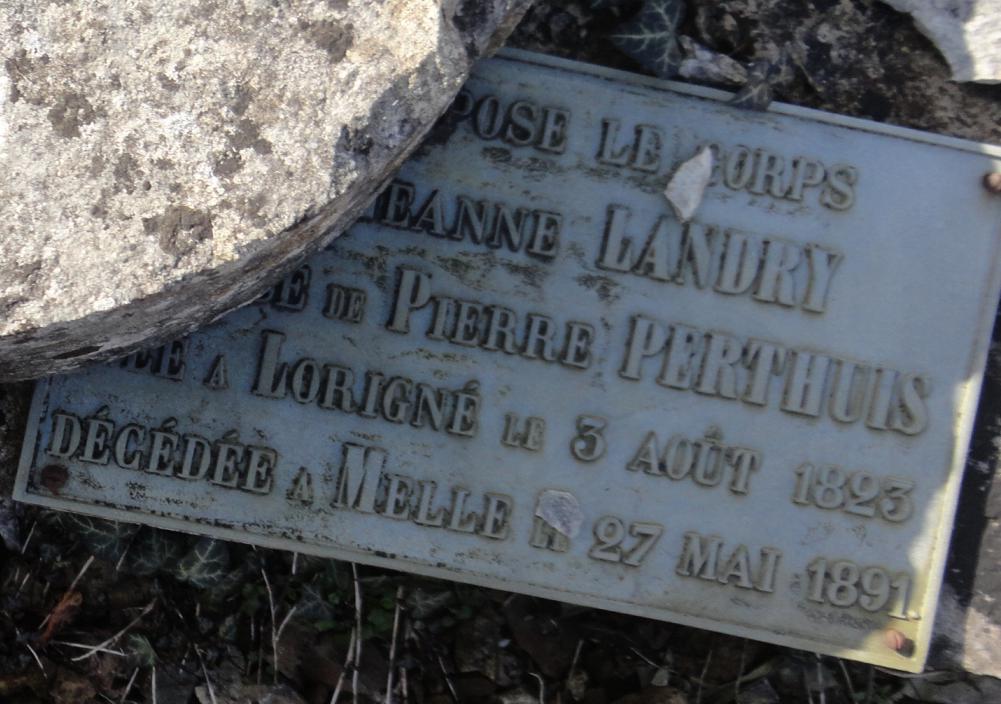 POSE LE CORPS
JEANNE LANDRY
DE PIERRE PERTHUIS
NÉE A LORIGNÉ LE 3 AOÛT 1823
DÉCÉDÉE A MELLE LE 27 MAI 1891.